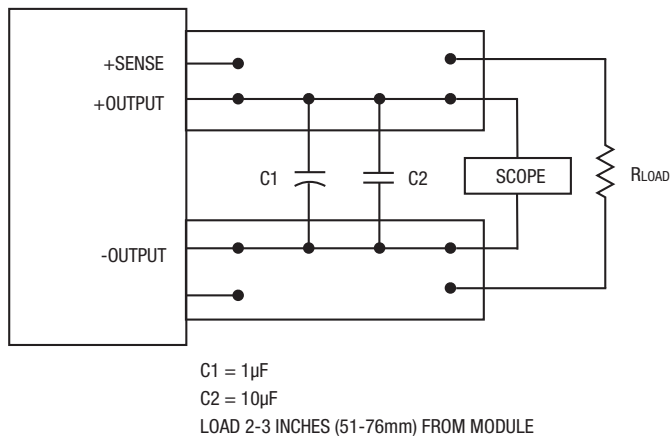 +SENSE
+OUTPUT
C1
C2
SCOPE
RLOAD
-OUTPUT
C1 = 1µF
C2 = 10µF
LOAD 2-3 INCHES (51-76mm) FROM MODULE